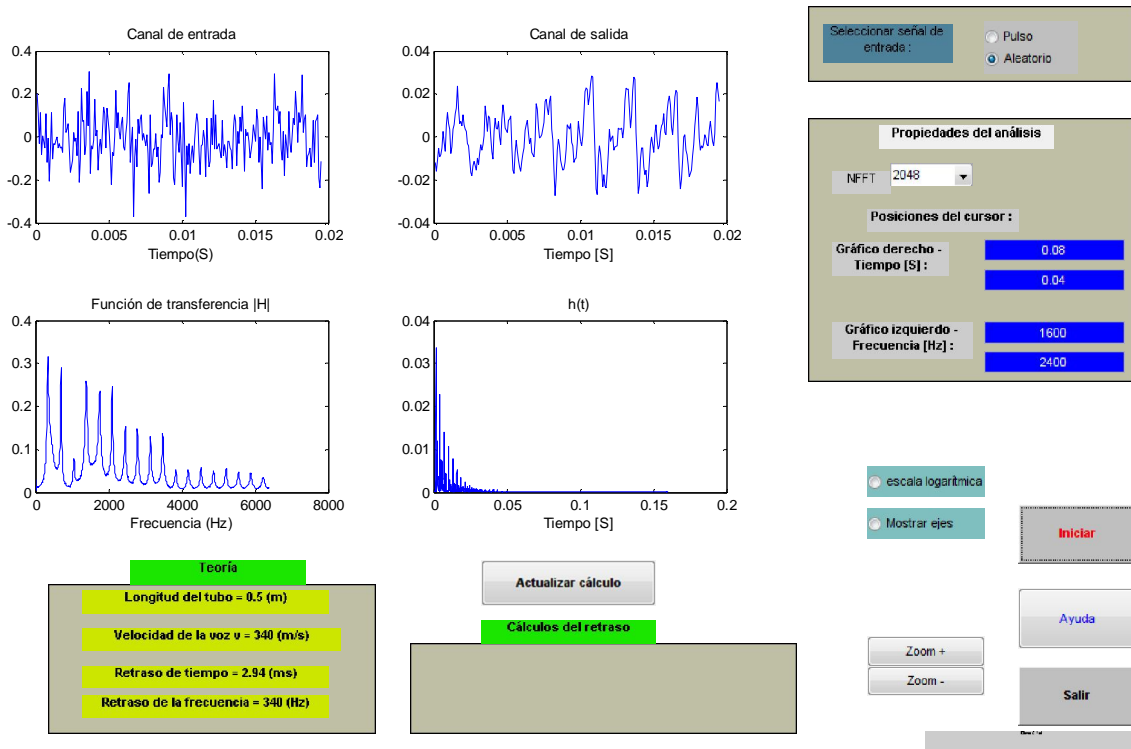 Canal de entrada
0.4
0.2
0
-0.2
-0.4
0
0.005
0.01
0.015
0.02
Tiempo(S)
Canal de salida
0.04
0.02
0
-0.02
-0.04
0
0.005
0.01
0.015
0.02
Tiempo [S]
Seleccionar señal de
entrada :
Pulso
Aleatorio
Propiedades del análisis
NFFT
2048
Posiciones del cursor :
Gráfico derecho -
Tiempo [S] :
0.08
0.04
Gráfico izquierdo -
Frecuencia [Hz] :
1600
2400
Función de transferencia |H|
0.4
0.3
0.2
0.1
0
0
2000
4000
6000
8000
Frecuencia (Hz)
h(t)
0.04
0.03
0.02
0.01
0
0
0.05
0.1
0.15
0.2
Tiempo [S]
escala logarítmica
Mostrar ejes
Iniciar
Ayuda
Zoom +
Zoom -
Salir
Teoría
Longitud del tubo = 0.5 (m)
Velocidad de la voz v = 340 (m/s)
Retraso de tiempo = 2.94 (ms)
Retraso de la frecuencia = 340 (Hz)
Actualizar cálculo
Cálculos del retraso